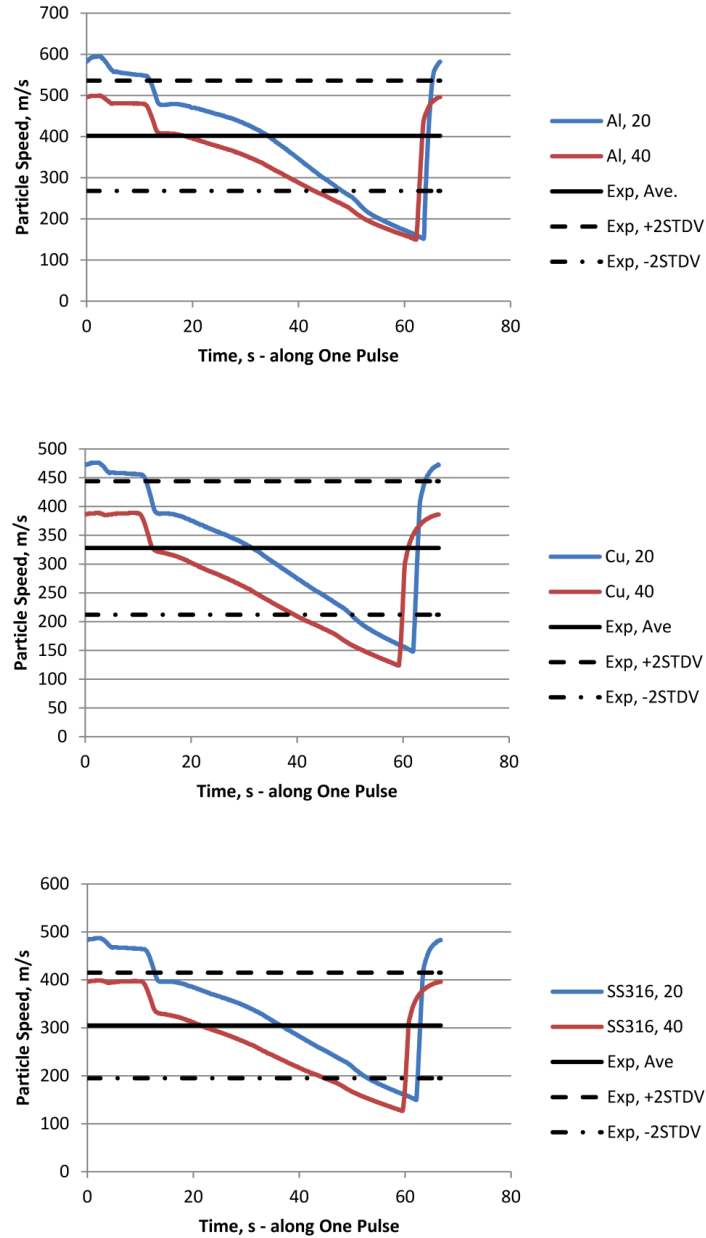 700
600
500
400
300
200
100
0
0 20 40 60 80
Particle Speed, m/s
Time, s - along One Pulse
Al, 20
Al, 40
Exp, Ave.
Exp, +2STDV
Exp, -2STDV
500
450
400
350
300
250
200
150
100
50
0
0 20 40 60 80
Particle Speed, m/s
Time, s - along One Pulse
Cu, 20
Cu, 40
Exp, Ave
Exp, +2STDV
Exp, -2STDV
600
500
400
300
200
100
0
0 20 40 60 80
Particle Speed, m/s
Time, s - along One Pulse
SS316, 20
SS316, 40
Exp, Ave
Exp, +2STDV
Exp, -2STDV